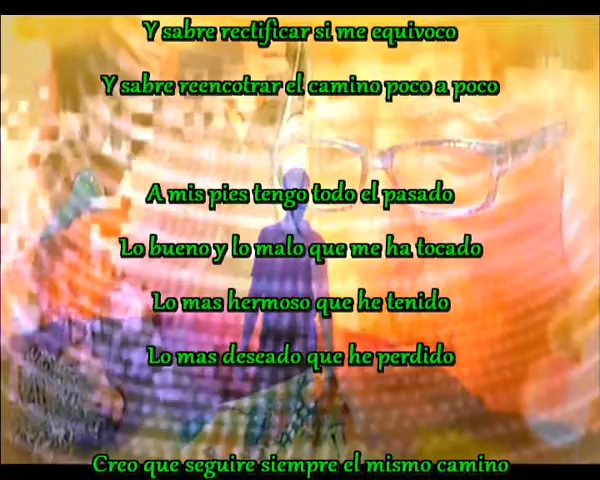 Y sabre rectificar si me equivoco
Y sabre reencotrar el camino poco a poco
A mis pies tengo todo el pasado
Lo bueno y lo malo que me ha tocado
Lo mas hermoso que he tenido
Lo mas deseado que he perdido
Creo que seguire siempre el mismo camino